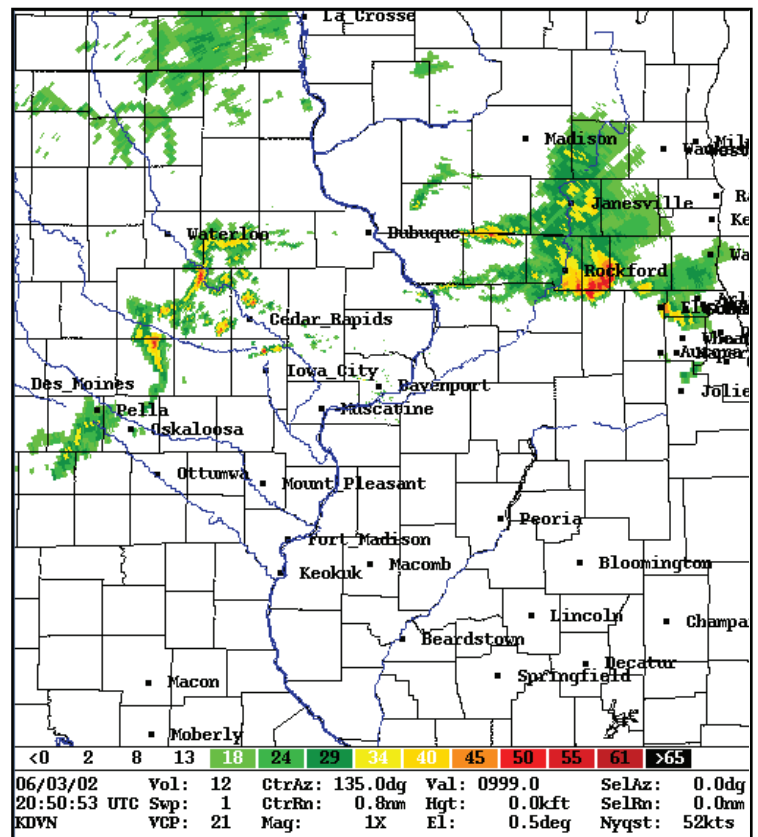 La_Crosse
Madison
Janesville
Waterloo
Dubuque
Rockford
Cedar_Rapids
Iowa_City
Des_Moines
Davenport
Pella
Muscatine
Jolie
Oskaloosa
Ottumwa
Mount_Pleasant
Peoria
Fort_Madison
Macomb
Bloomington
Keokuk
Lincoln
Champa
Beardstown
Decatur
Springfield
Macon
Moberly
<0 2 8 13 18 24 29 34 40 45 50 55 61 >65
06/03/02 Vol: 12 CtrAz: 135.0dg Val: 0999.0 SelAz: 0.0dg
20:50:53 UTC Swp: 1 CtrRn: 0.8nm Hgt: 0.0kft SelRn: 0.0nm
KDVN VCP: 21 Mag: 1X El: 0.5deg Nyqst: 52kts